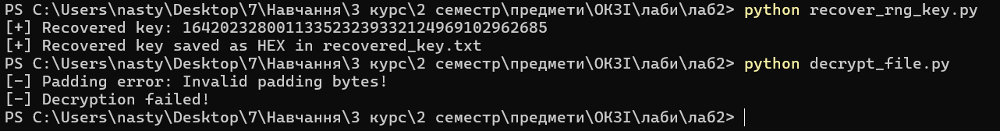 PS C:\Users\nasty\Desktop\7\Навчання\3 курс\2 семестр\предмети\ОКЗІ\лаби\лаб2> python recover_rng_key.py
[+] Recovered key: 164202328001133523239332124969102962685
[+] Recovered key saved as HEX in recovered_key.txt
PS C:\Users\nasty\Desktop\7\Навчання\3 курс\2 семестр\предмети\ОКЗІ\лаби\лаб2> python decrypt_file.py
[-] Padding error: Invalid padding bytes!
[-] Decryption failed!
PS C:\Users\nasty\Desktop\7\Навчання\3 курс\2 семестр\предмети\ОКЗІ\лаби\лаб2>